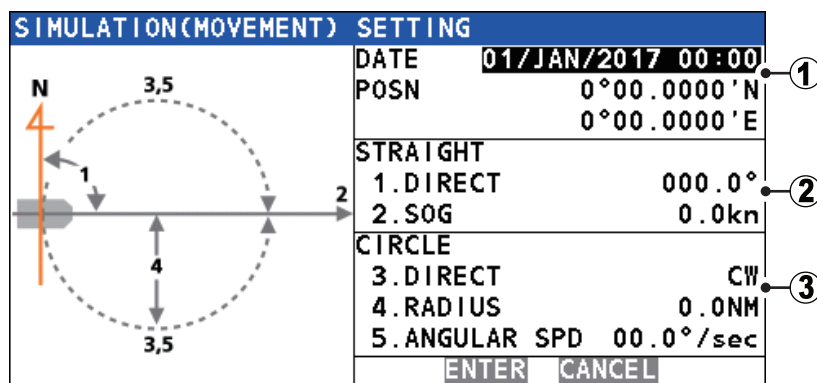 SIMULATION(MOVEMENT) SETTING
N
3,5
1
2
4
3,5
DATE 01/JAN/2017 00:00
POSN 0°00.0000'N
0°00.0000'E
1
STRAIGHT
1.DIRECT 000.0°
2.SOG 0.0kn
2
CIRCLE
3.DIRECT CW
4.RADIUS 0.0NM
5.ANGULAR SPD 00.0°/sec
3
ENTER CANCEL